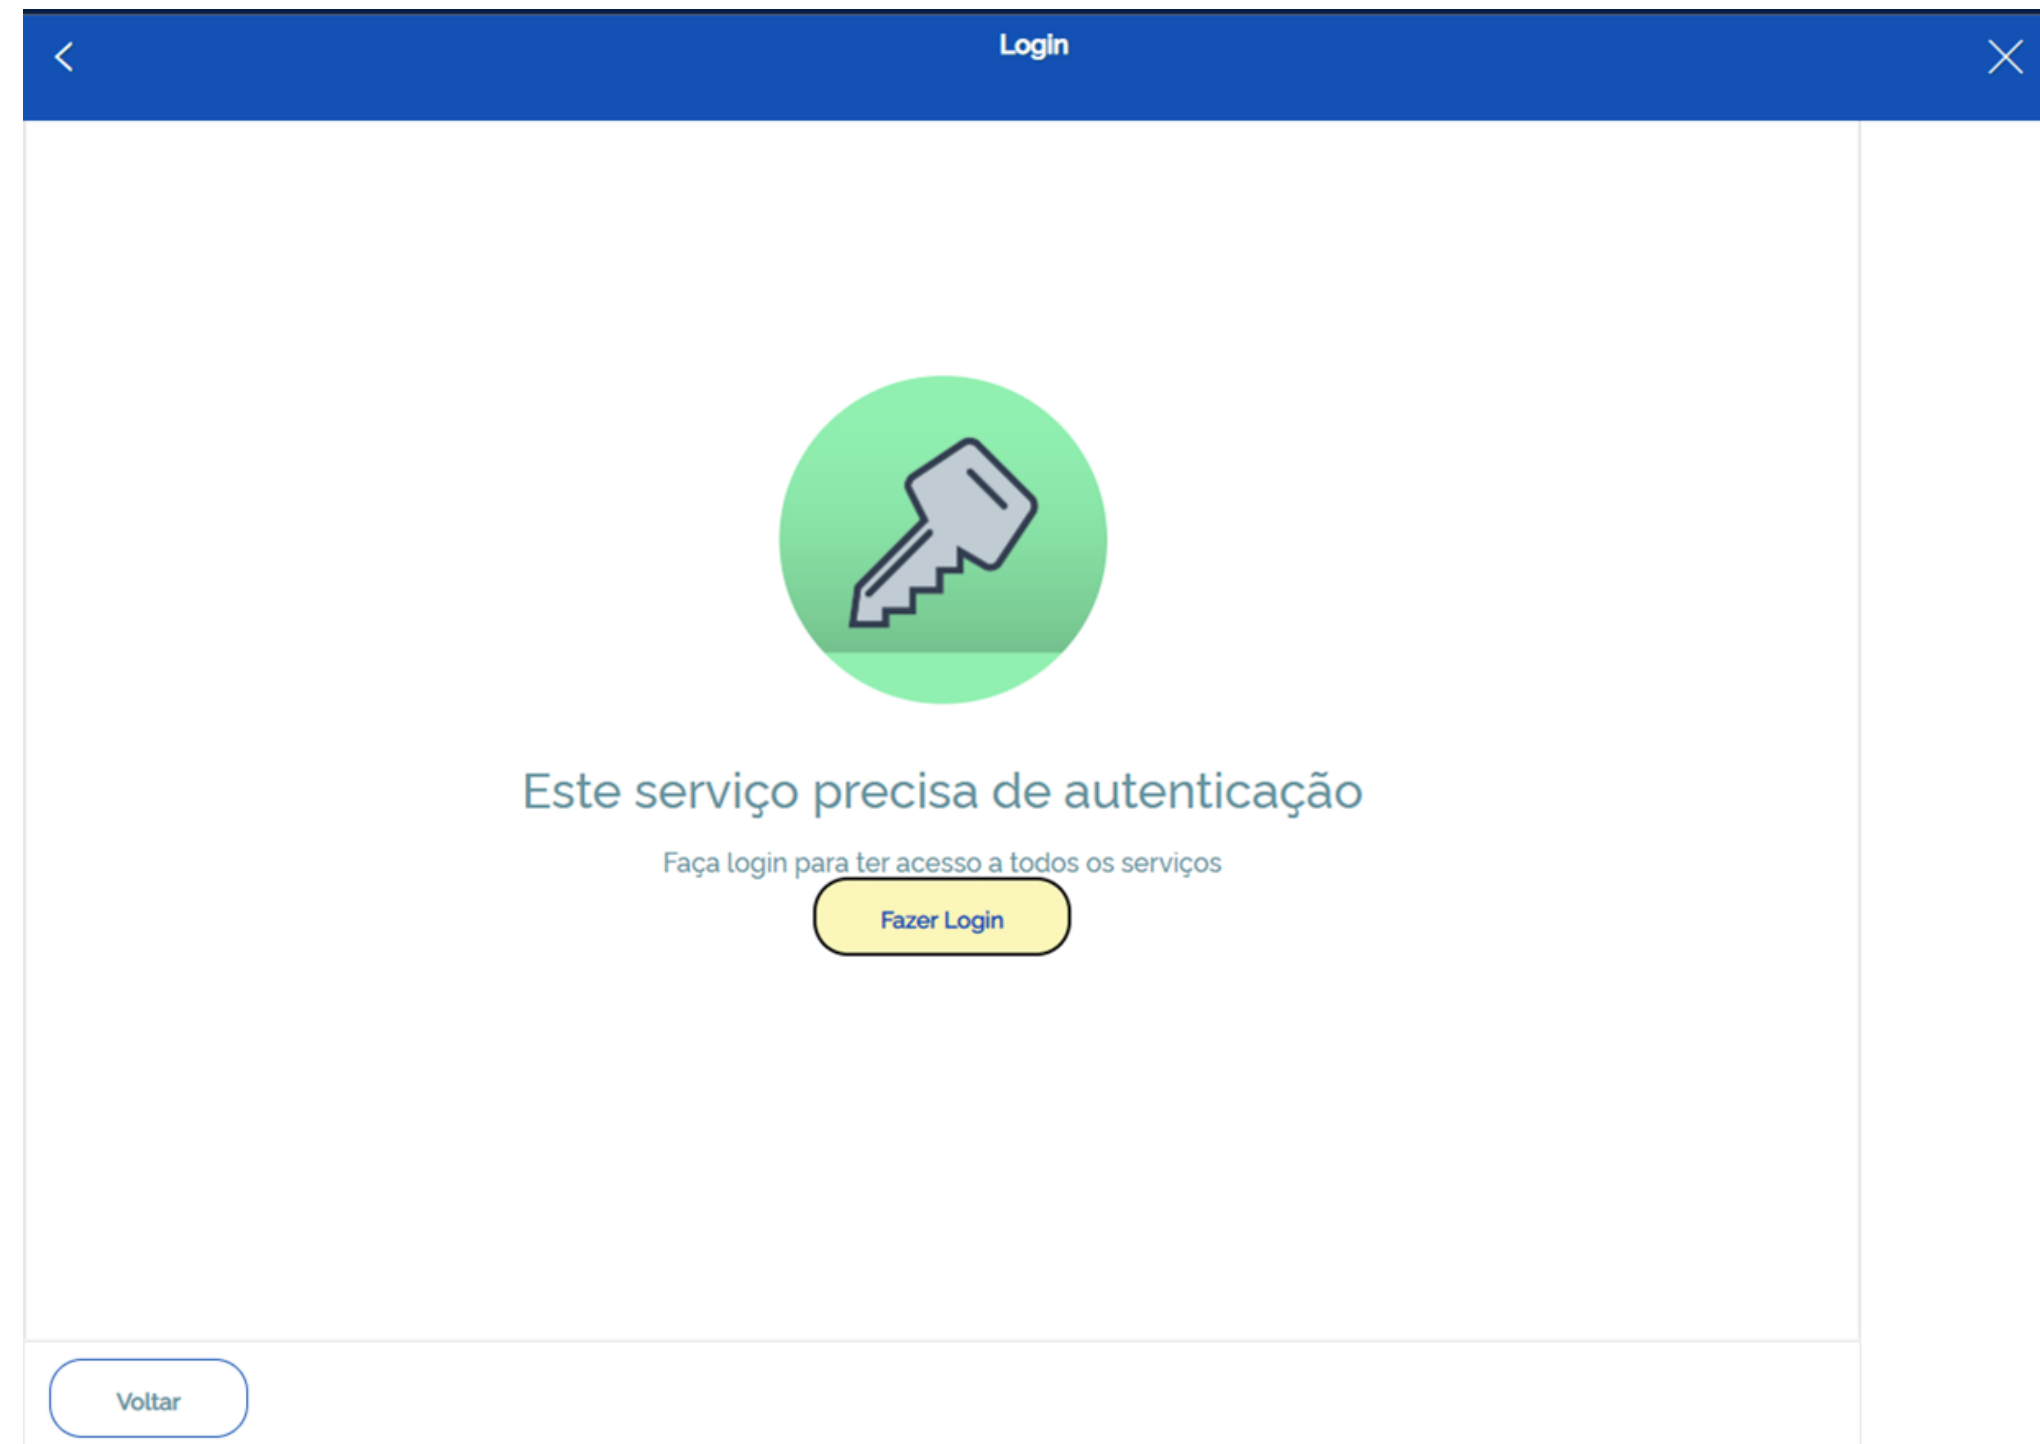 Login
Este serviço precisa de autenticação
Faça login para ter acesso a todos os serviços
Fazer Login
Voltar